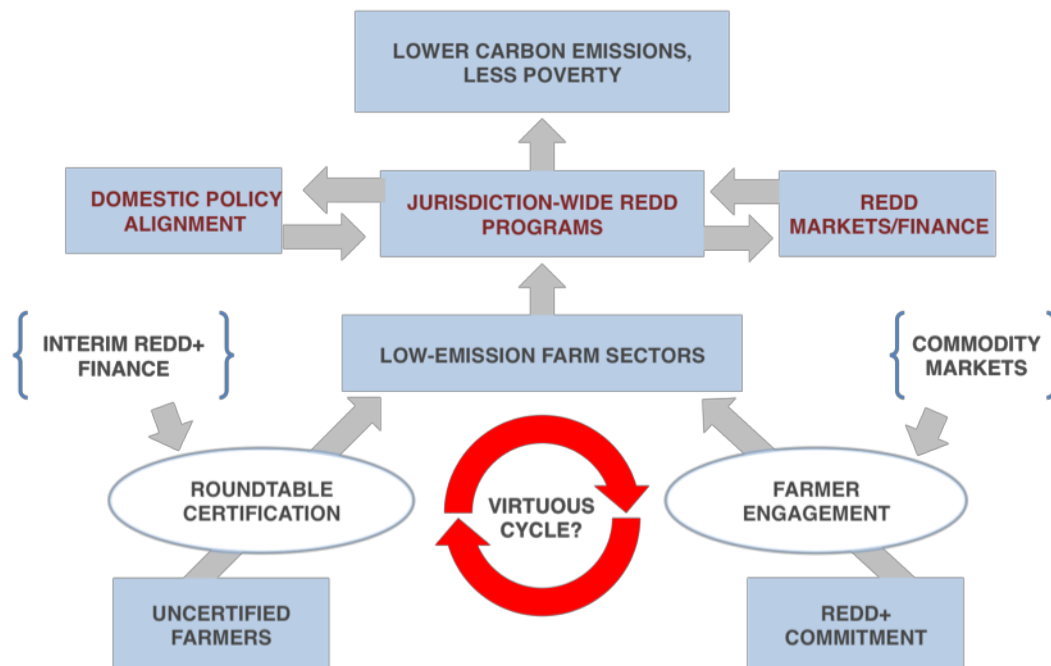 LOWER CARBON EMISSIONS,
LESS POVERTY
DOMESTIC POLICY
ALIGNMENT
JURISDICTION-WIDE REDD
PROGRAMS
REDD
MARKETS/FINANCE
INTERIM REDD+
FINANCE
LOW-EMISSION FARM SECTORS
COMMODITY
MARKETS
ROUNDTABLE
CERTIFICATION
VIRTUOUS
CYCLE?
FARMER
ENGAGEMENT
UNCERTIFIED
FARMERS
REDD+
COMMITMENT